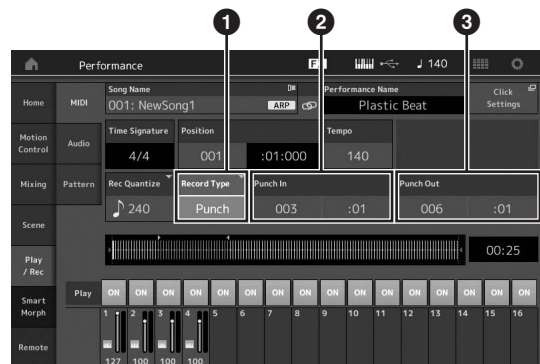 1 2 3
Performance 140
Song Name Performance Name
001: NewSong1 ARP Plastic Beat Click Settings
Home MIDI
Time Signature Position Tempo
4/4 001 :01:000 140
Motion Control Audio
Rec Quantize Record Type Punch In Punch Out
240 Punch 003 :01 006 :01
Mixing Pattern
Scene
00:25
Play / Rec
Play ON ON ON ON ON ON ON ON ON ON ON ON ON ON ON ON
Smart Morph 1 2 3 4 5 6 7 8 9 10 11 12 13 14 15 16
Remote 127 100 100 100